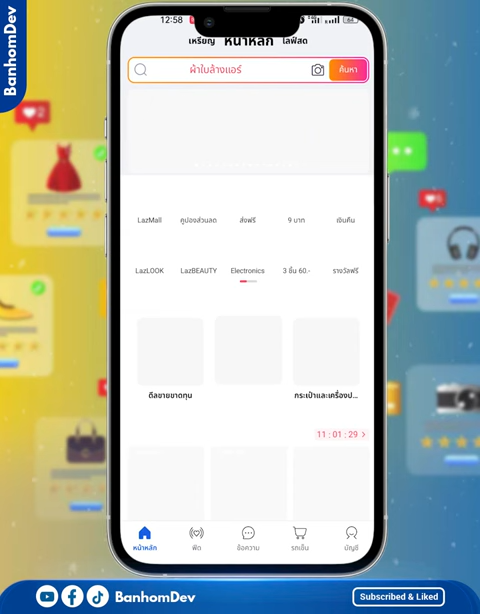 BanhomDev
12:58
64
เหรียญ หน้าหลัก ไลฟ์สด
ผ้าใบล้างแอร์
ค้นหา
LazMall คูปองส่วนลด ส่งฟรี 9 บาท เงินคืน
LazLOOK LazBEAUTY Electronics 3 ชิ้น 60.- รางวัลฟรี
ดีลขายขาดทุน กระเป๋าและเครื่องป...
11 : 01 : 29
หน้าหลัก ฟีด ข้อความ รถเข็น บัญชี
BanhomDev
Subscribed & Liked